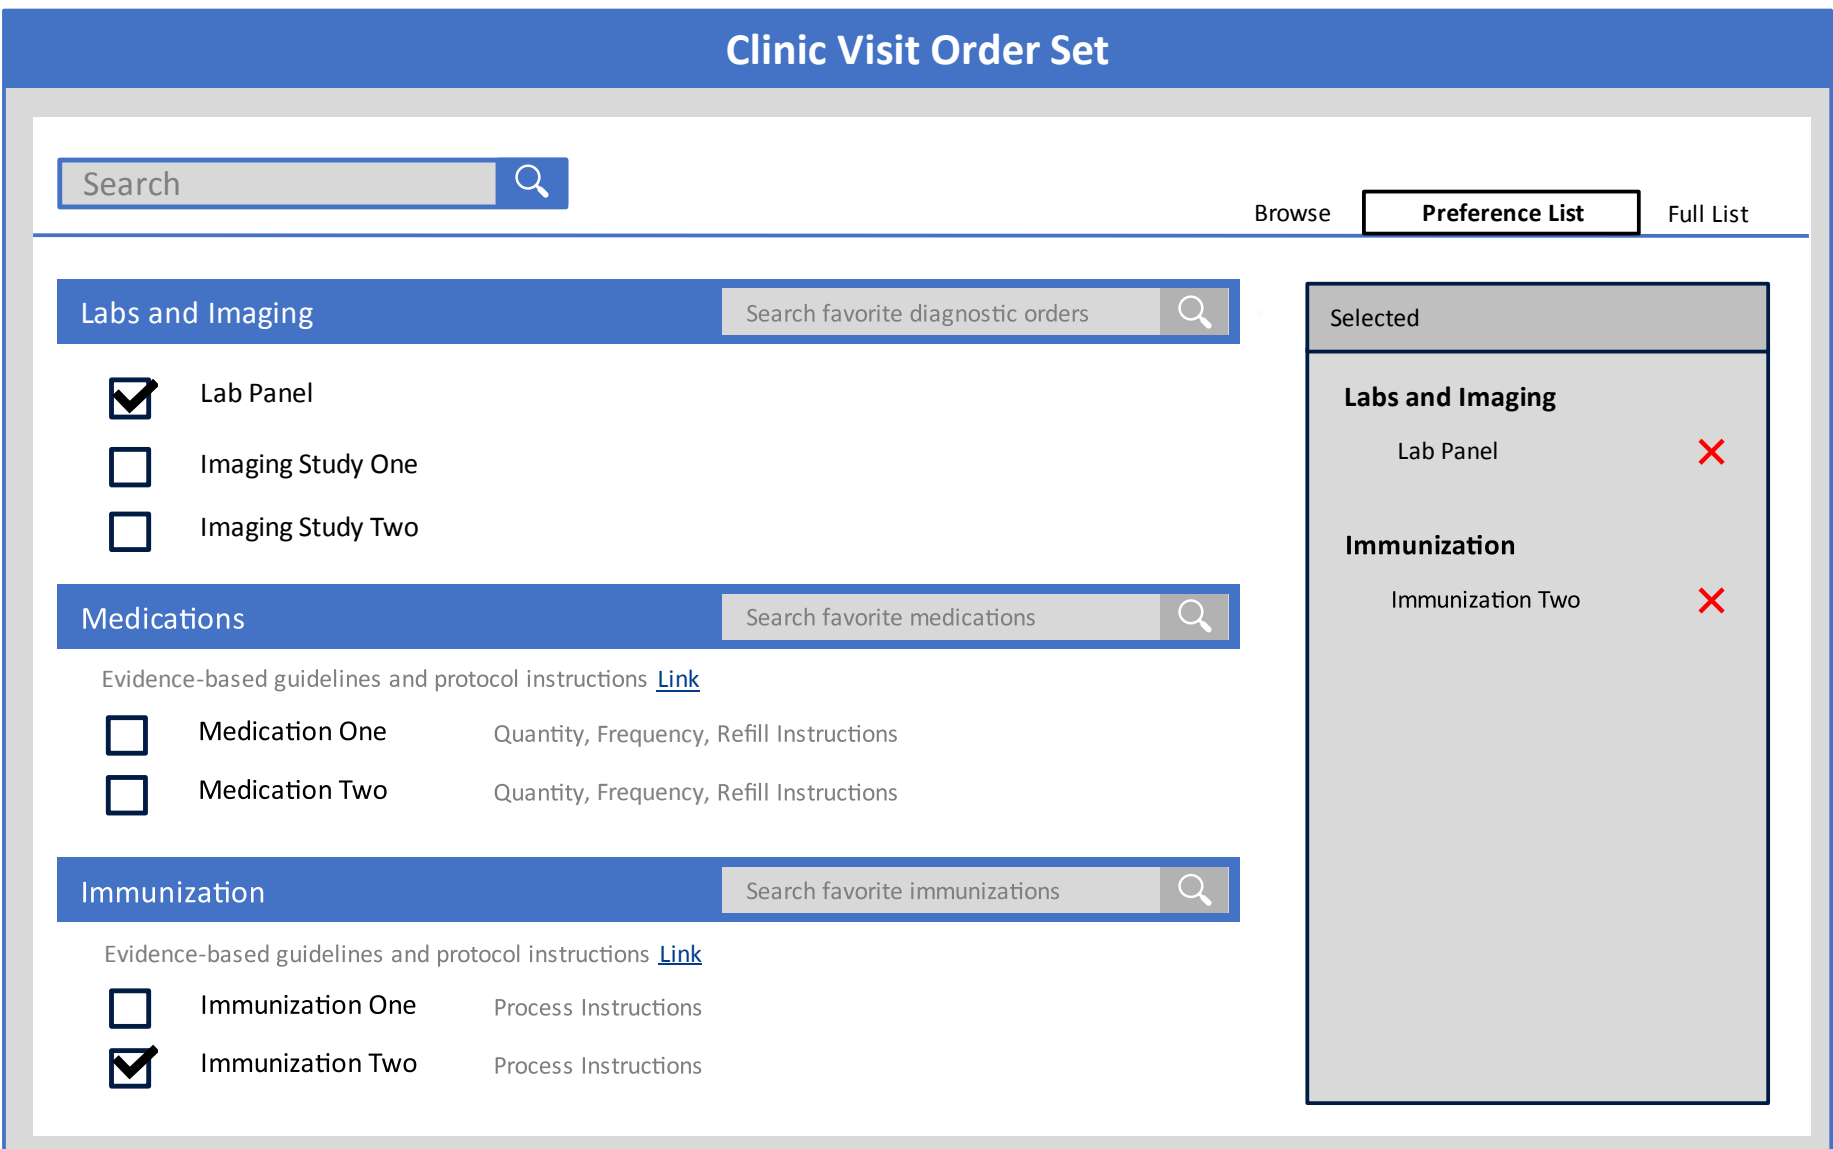 Clinic Visit Order Set
Search
Browse
Preference List
Full List
Labs and Imaging
Search favorite diagnostic orders
Lab Panel
Imaging Study One
Imaging Study Two
Medications
Search favorite medications
Evidence-based guidelines and protocol instructions Link
Medication One
Quantity, Frequency, Refill Instructions
Medication Two
Quantity, Frequency, Refill Instructions
Immunization
Search favorite immunizations
Evidence-based guidelines and protocol instructions Link
Immunization One
Process Instructions
Immunization Two
Process Instructions
Selected
Labs and Imaging
Lab Panel
Immunization
Immunization Two